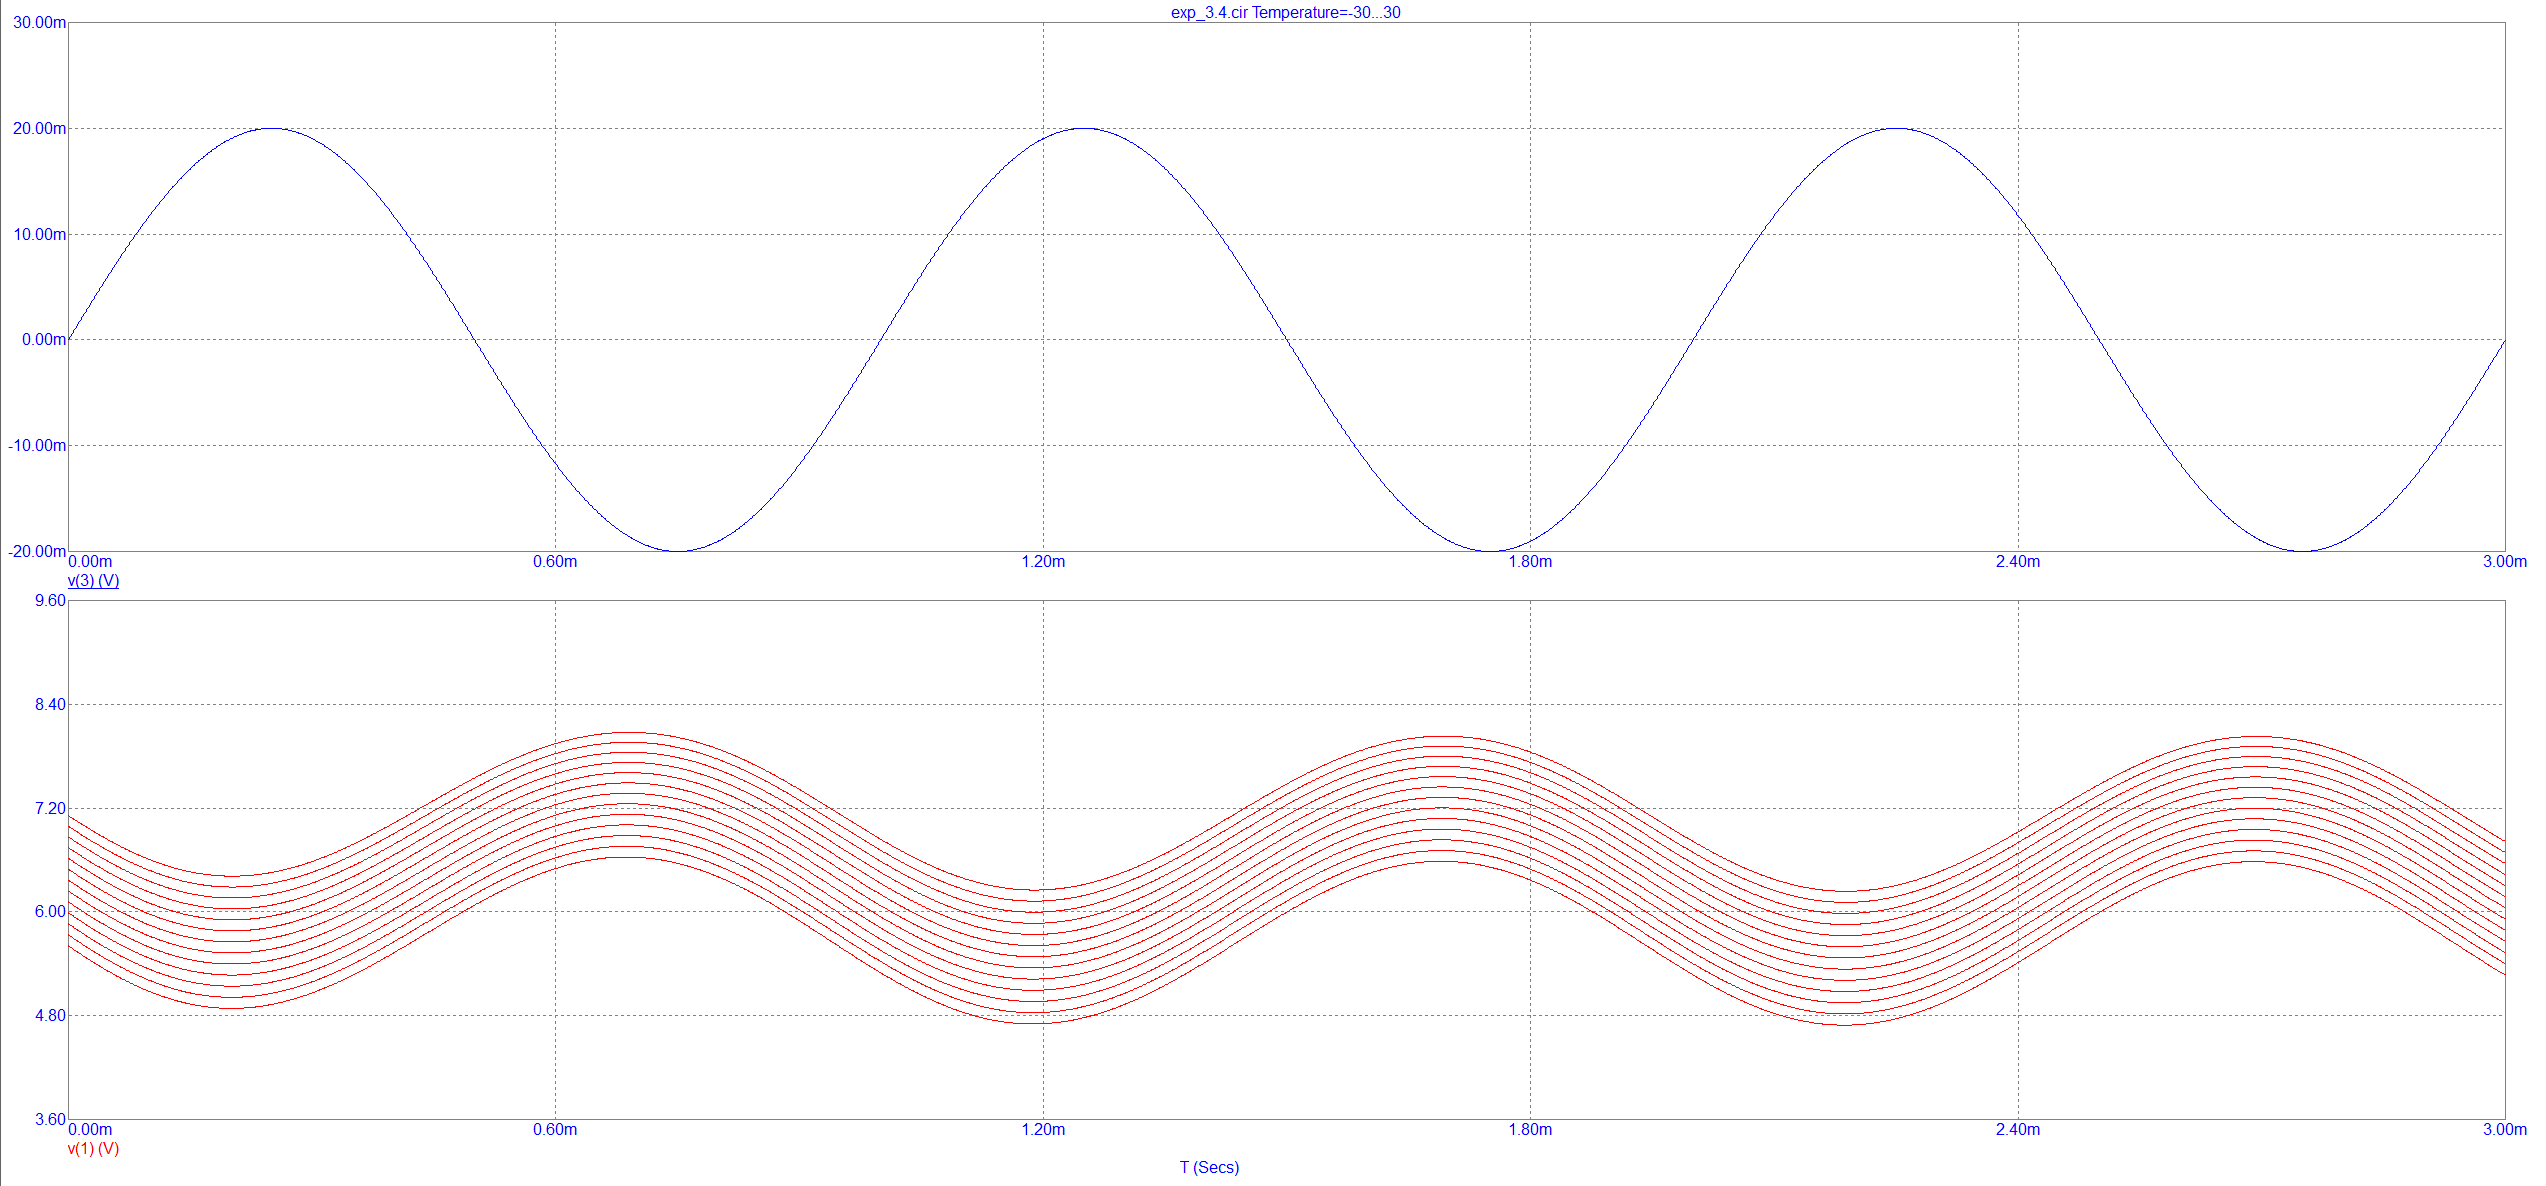 exp_3.4.cir Temperature=-30...30
30.00m
20.00m
10.00m
0.00m
-10.00m
-20.00m
0.00m 0.60m 1.20m 1.80m 2.40m 3.00m
v(3) (V)
9.60
8.40
7.20
6.00
4.80
3.60
0.00m 0.60m 1.20m 1.80m 2.40m 3.00m
v(1) (V)
T (Secs)